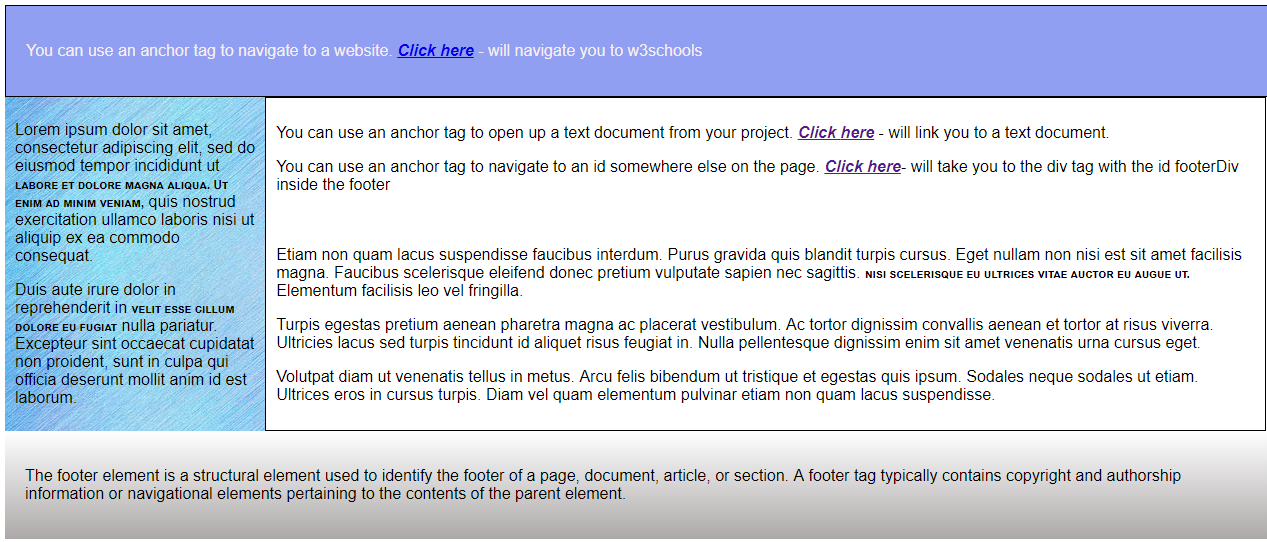 You can use an anchor tag to navigate to a website. Click here - will navigate you to w3schools
Lorem ipsum dolor sit amet,
consectetur adipiscing elit, sed do
eiusmod tempor incididunt ut
LABORE ET DOLORE MAGNA ALIQUA. UT
ENIM AD MINIM VENIAM, quis nostrud
exercitation ullamco laboris nisi ut
aliquip ex ea commodo
consequat.
Duis aute irure dolor in
reprehenderit in VELIT ESSE CILLUM
DOLORE EU FUGIAT nulla pariatur.
Excepteur sint occaecat cupidatat
non proident, sunt in culpa qui
officia deserunt mollit anim id est
laborum.
You can use an anchor tag to open up a text document from your project. Click here - will link you to a text document.
You can use an anchor tag to navigate to an id somewhere else on the page. Click here- will take you to the div tag with the id footerDiv
inside the footer
Etiam non quam lacus suspendisse faucibus interdum. Purus gravida quis blandit turpis cursus. Eget nullam non nisi est sit amet facilisis
magna. Faucibus scelerisque eleifend donec pretium vulputate sapien nec sagittis. NISI SCELERISQUE EU ULTRICES VITAE AUCTOR EU AUGUE UT.
Elementum facilisis leo vel fringilla.
Turpis egestas pretium aenean pharetra magna ac placerat vestibulum. Ac tortor dignissim convallis aenean et tortor at risus viverra.
Ultricies lacus sed turpis tincidunt id aliquet risus feugiat in. Nulla pellentesque dignissim enim sit amet venenatis urna cursus eget.
Volutpat diam ut venenatis tellus in metus. Arcu felis bibendum ut tristique et egestas quis ipsum. Sodales neque sodales ut etiam.
Ultrices eros in cursus turpis. Diam vel quam elementum pulvinar etiam non quam lacus suspendisse.
The footer element is a structural element used to identify the footer of a page, document, article, or section. A footer tag typically contains copyright and authorship
information or navigational elements pertaining to the contents of the parent element.